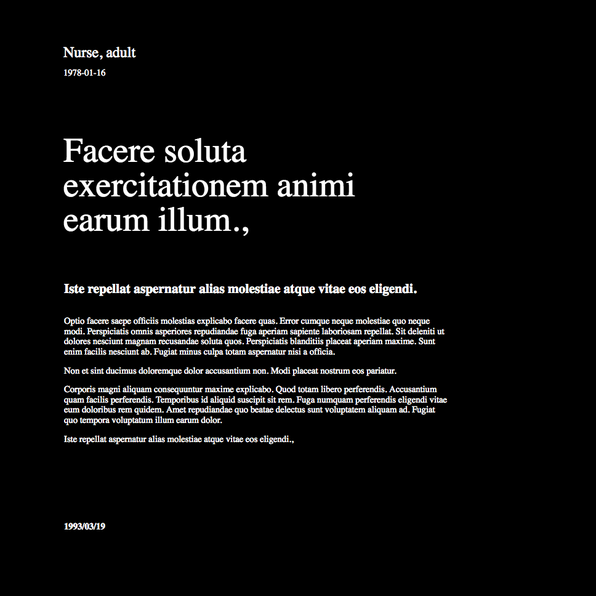 Nurse, adult
1978-01-16
Facere soluta
exercitationem animi
earum illum.,
Iste repellat aspernatur alias molestiae atque vitae eos eligendi.
Optio facere saepe officiis molestias explicabo facere quas. Error cumque neque molestiae quo neque
modi. Perspiciatis omnis asperiores repudiandae fuga aperiam sapiente laboriosam repellat. Sit deleniti ut
dolores nesciunt magnam recusandae soluta quos. Perspiciatis blanditiis placeat aperiam maxime. Sunt
enim facilis nesciunt ab. Fugiat minus culpa totam aspernatur nisi a officia.
Non et sint ducimus doloremque dolor accusantium non. Modi placeat nostrum eos pariatur.
Corporis magni aliquam consequuntur maxime explicabo. Quod totam libero perferendis. Accusantium
quam facilis perferendis. Temporibus id aliquid suscipit sit rem. Fuga numquam perferendis eligendi vitae
eum doloribus rem quidem. Amet repudiandae quo beatae delectus sunt voluptatem aliquam ad. Fugiat
quo tempora voluptatum illum earum dolor.
Iste repellat aspernatur alias molestiae atque vitae eos eligendi.,
1993/03/19